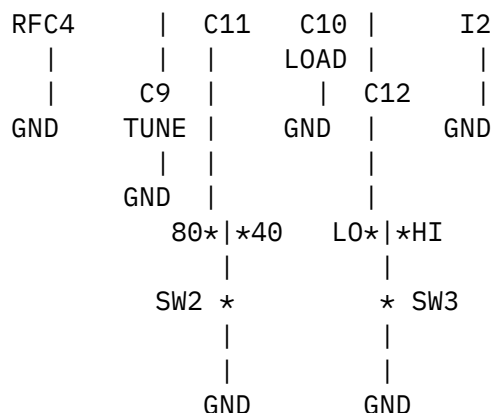 RFC4 | C11 C10 | I2
| | | | LOAD | |
| C9 | | C12 |
GND TUNE | GND | GND
| | |
GND | |
80*|*40 LO*|*HI
| |
SW2 * * SW3
| |
| |
GND GND